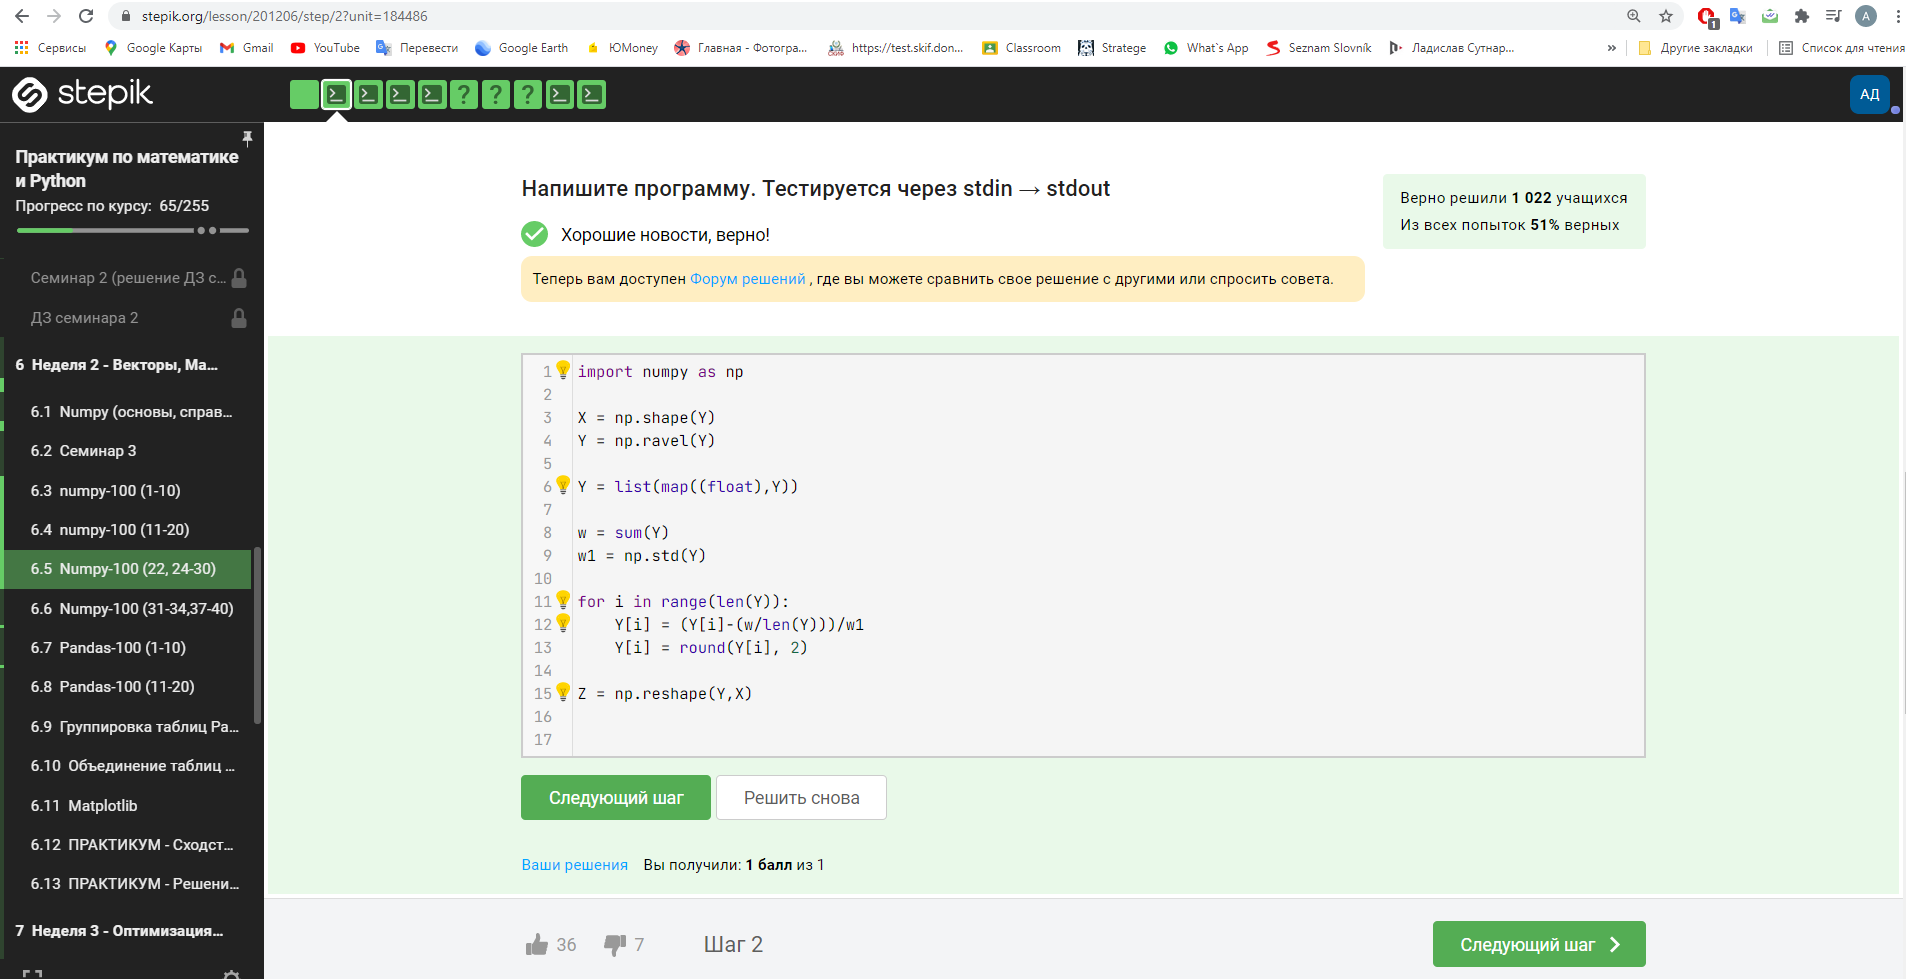 stepik.org/lesson/201206/step/2?unit=184486
1
A
Сервисы Google Карты Gmail YouTube Перевести Google Earth ЮMoney Главная - Фотогра... https://test.skif.don... Classroom Stratege What`s App Seznam Slovník Ладислав Сутнар... » Другие закладки Список для чтения
stepik
? ? ?
АД
Практикум по математике
и Python
Прогресс по курсу: 65/255
Семинар 2 (решение ДЗ с...
ДЗ семинара 2
6 Неделя 2 - Векторы, Ма...
6.1 Numpy (основы, справ...
6.2 Семинар 3
6.3 numpy-100 (1-10)
6.4 numpy-100 (11-20)
6.5 Numpy-100 (22, 24-30)
6.6 Numpy-100 (31-34,37-40)
6.7 Pandas-100 (1-10)
6.8 Pandas-100 (11-20)
6.9 Группировка таблиц Pa...
6.10 Объединение таблиц ...
6.11 Matplotlib
6.12 ПРАКТИКУМ - Сходст...
6.13 ПРАКТИКУМ - Решени...
7 Неделя 3 - Оптимизация...
Напишите программу. Тестируется через stdin → stdout
Хорошие новости, верно!
Теперь вам доступен Форум решений , где вы можете сравнить свое решение с другими или спросить совета.
Верно решили 1 022 учащихся
Из всех попыток 51% верных
1 import numpy as np
2
3 X = np.shape(Y)
4 Y = np.ravel(Y)
5
6 Y = list(map((float),Y))
7
8 w = sum(Y)
9 w1 = np.std(Y)
10
11 for i in range(len(Y)):
12     Y[i] = (Y[i]-(w/len(Y)))/w1
13     Y[i] = round(Y[i], 2)
14
15 Z = np.reshape(Y,X)
16
17
Следующий шаг Решить снова
Ваши решения Вы получили: 1 балл из 1
36 7 Шаг 2 Следующий шаг